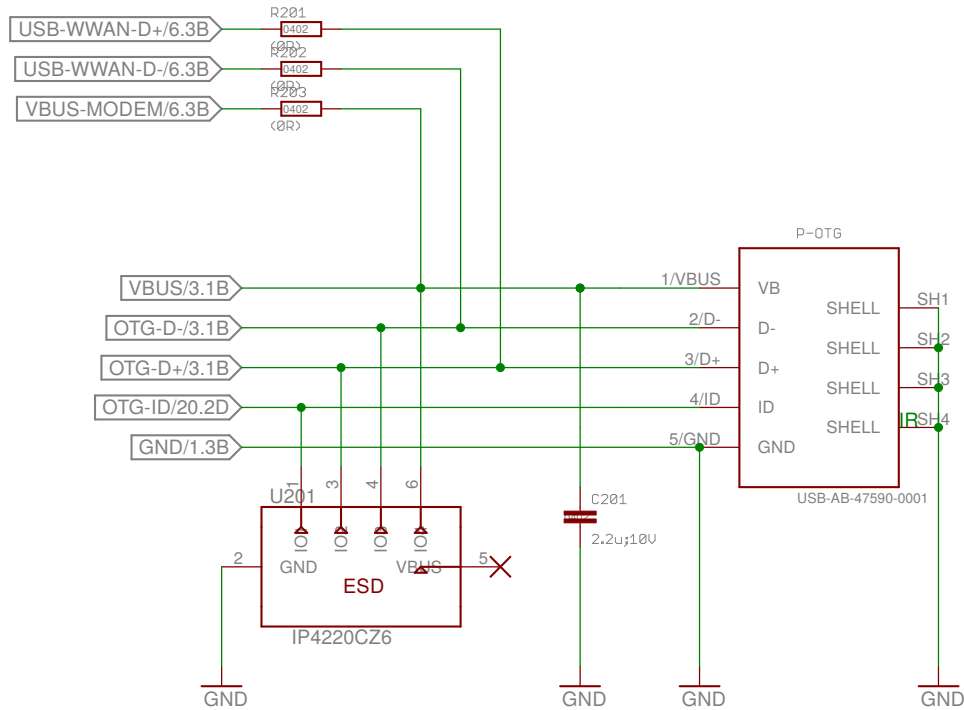 R201
USB-WWAN-D+/6.3B
0402
(0R)
R202
USB-WWAN-D-/6.3B
0402
(0R)
R203
VBUS-MODEM/6.3B
0402
(0R)
P-OTG
VBUS/3.1B
1/VBUS
VB
SHELL
SH1
OTG-D-/3.1B
2/D-
D-
SHELL
SH2
OTG-D+/3.1B
3/D+
D+
SHELL
SH3
OTG-ID/20.2D
4/ID
ID
SHELL
IR
SH4
GND/1.3B
5/GND
GND
USB-AB-47590-0001
U201
1
3
4
6
C201
2.2u;10V
2
GND
VBUS
5
ESD
IP4220CZ6
GND
GND
GND
GND